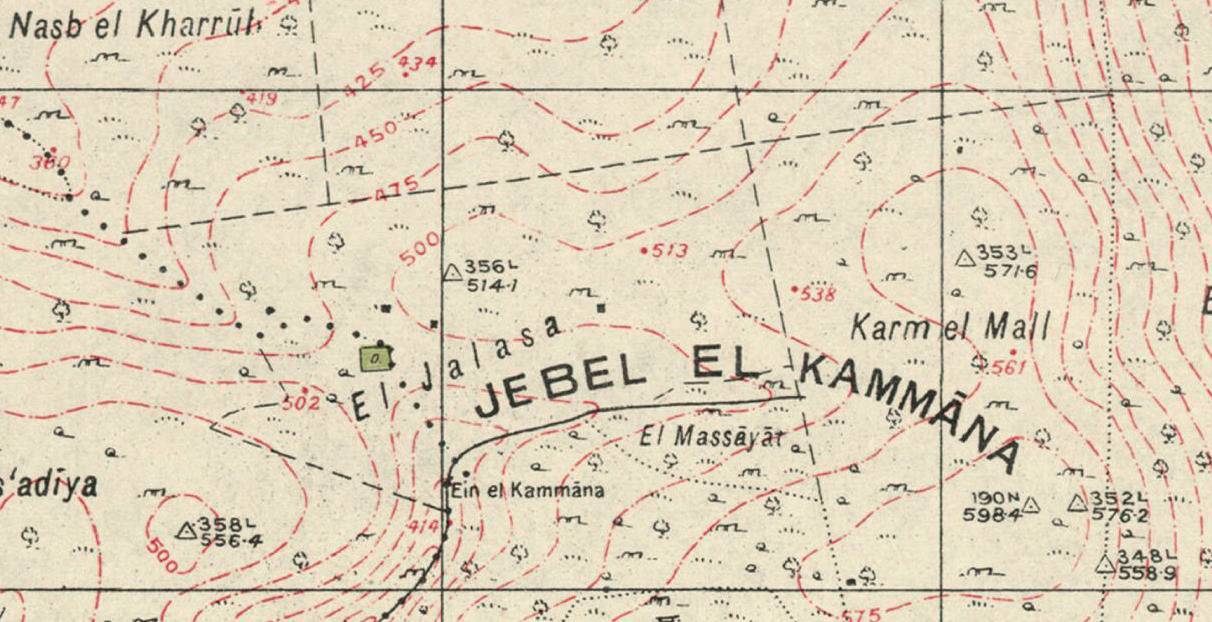 Nasb el Kharrūb
434
425
47
419
450
380
475
500
513
356L
514·1
353L
571·6
538
Karm el Mall
El Jalasa
561
JEBEL EL KAMMĀNA
502
El Massāyāt
s'adīya
Ein el Kammāna
190N
598·4
352L
576·2
414
358L
556·4
500
348L
558·9
575